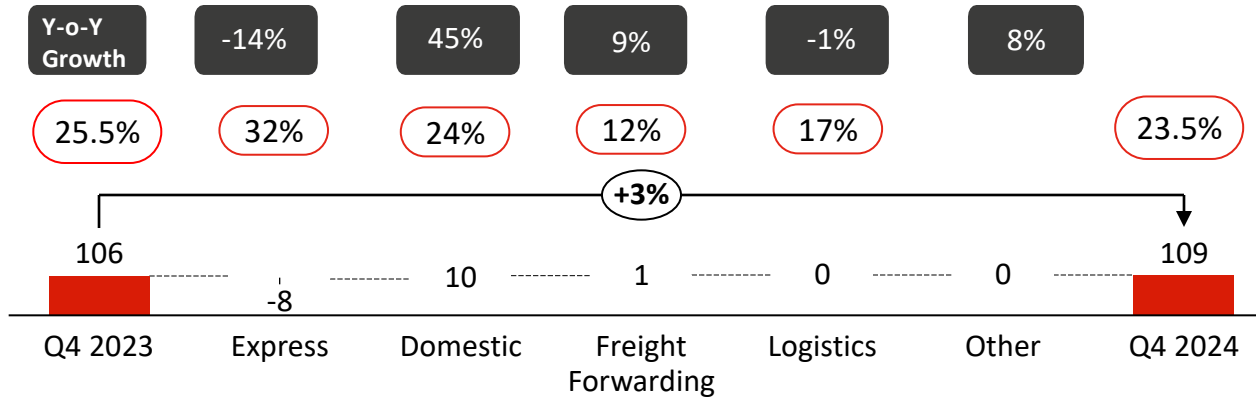 Y-o-Y
Growth
-14%
45%
9%
-1%
8%
25.5%
32%
24%
12%
17%
23.5%
+3%
106
-8
10
1
0
0
109
Q4 2023
Express
Domestic
Freight
Forwarding
Logistics
Other
Q4 2024